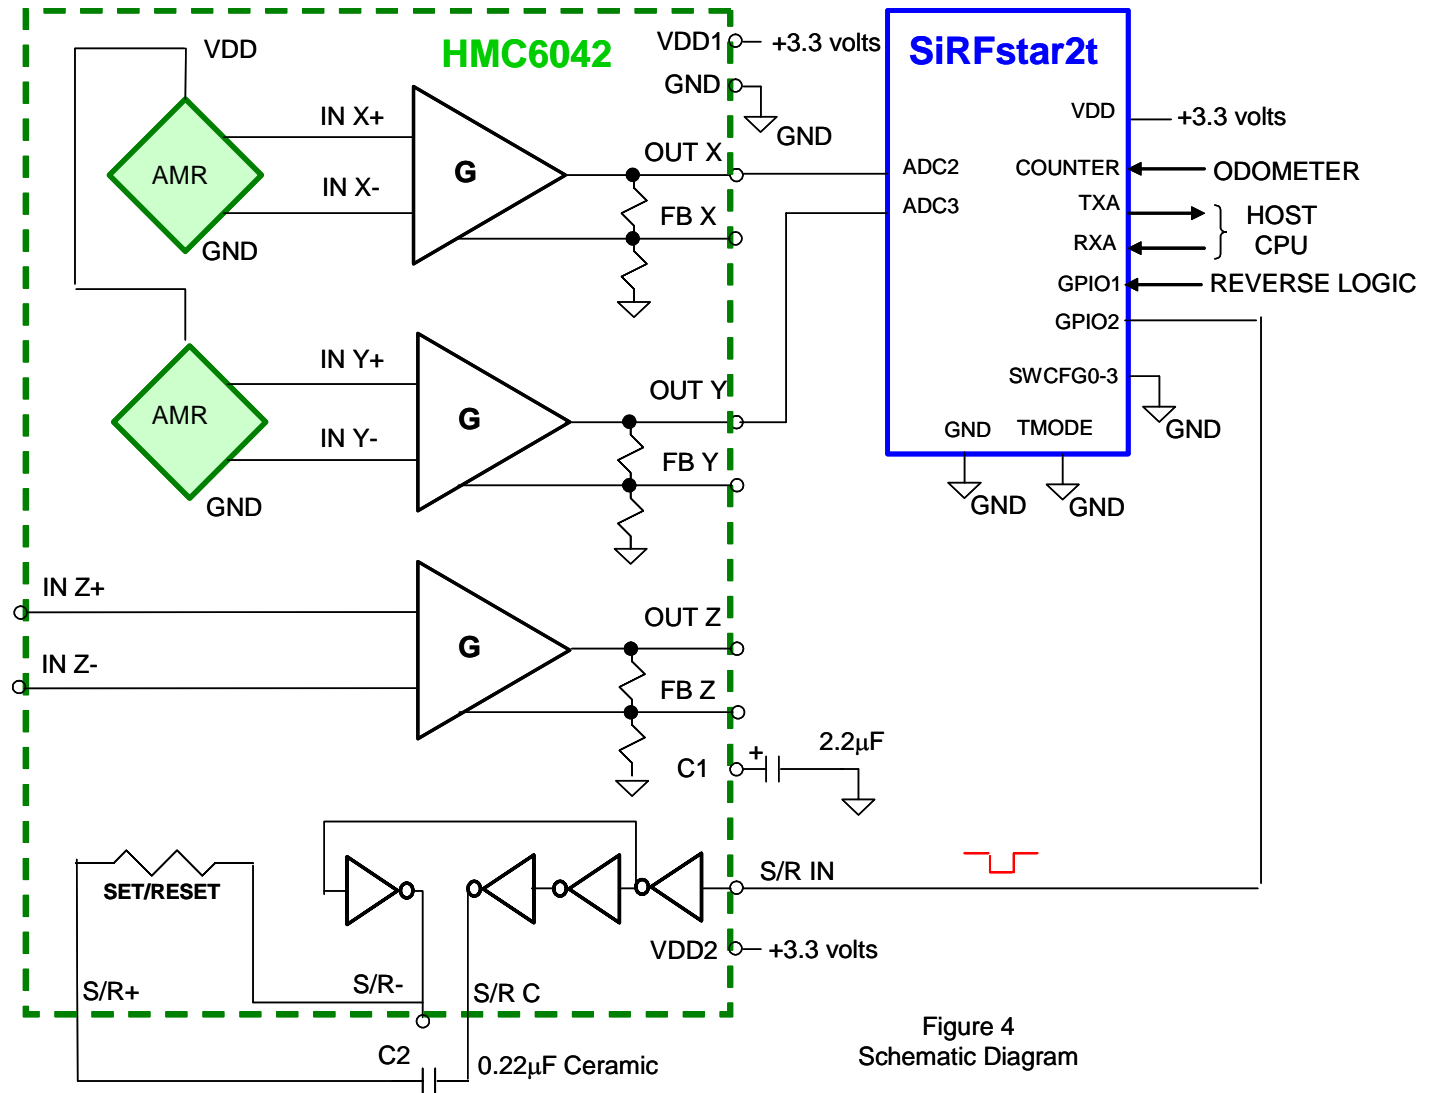 HMC6042
SiRFstar2t
VDD
VDD1
+3.3 volts
GND
GND
AMR
IN X+
IN X-
GND
G
OUT X
FB X
ADC2
ADC3
VDD
+3.3 volts
COUNTER
ODOMETER
TXA
RXA
HOST
CPU
GPIO1
REVERSE LOGIC
GPIO2
SWCFG0-3
GND
GND
TMODE
GND
GND
AMR
IN Y+
IN Y-
GND
G
OUT Y
FB Y
IN Z+
IN Z-
G
OUT Z
FB Z
C1
+
2.2μF
SET/RESET
S/R IN
VDD2
+3.3 volts
S/R+
S/R-
S/R C
C2
0.22μF Ceramic
Figure 4
Schematic Diagram